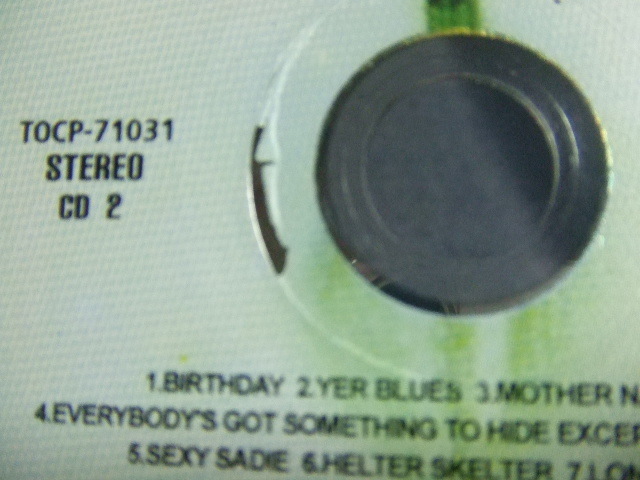 TOCP-71031
STEREO
CD 2
1.BIRTHDAY 2.YER BLUES 3.MOTHER N
4.EVERYBODY'S GOT SOMETHING TO HIDE EXCEP
5.SEXY SADIE 6.HELTER SKELTER 7.LON